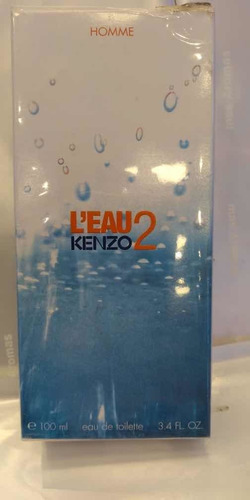 HOMME
L'EAU 2
KENZO
℮ 100 ml eau de toilette 3.4 FL. OZ.